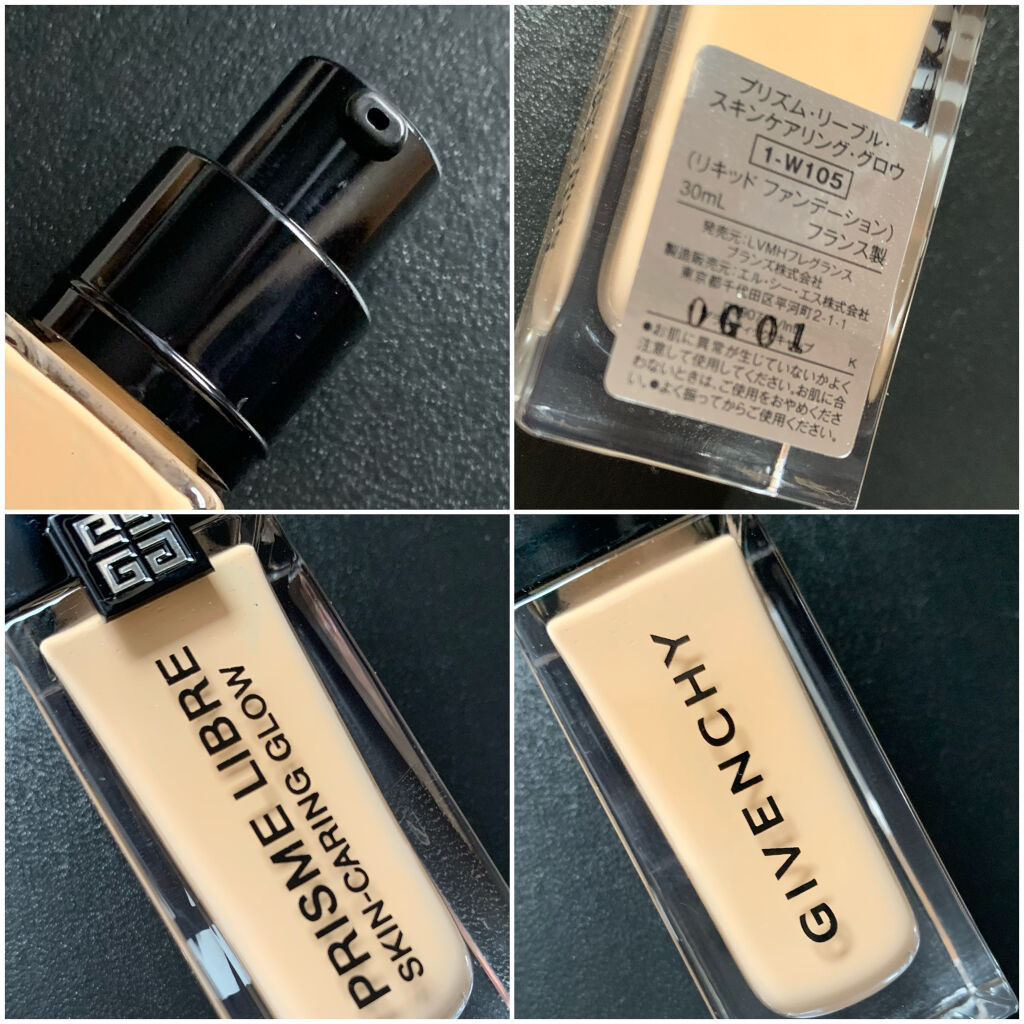 プリズム・リーブル・
スキンケアリング・グロウ
1-W105
(リキッド ファンデーション)
30mL
フランス製
発売元:LVMHフレグランス
ブランズ株式会社
製造販売元:エル・シー・エス株式会社
東京都千代田区平河町2-1-1
0G01
K
●お肌に異常が生じていないかよく
注意して使用してください。お肌に合
わないときは、ご使用をおやめくださ
い。●よく振ってからご使用ください。
PRISME LIBRE
SKIN-CARING GLOW
GIVENCHY